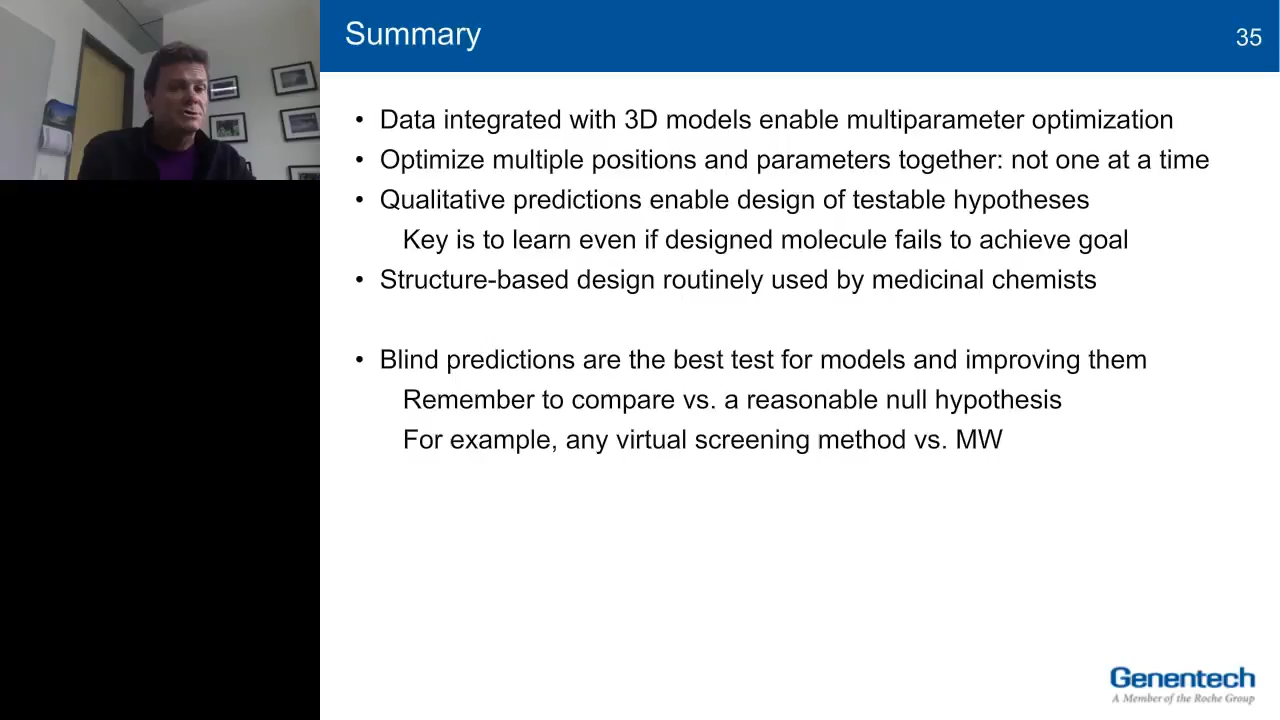 Summary
35
• Data integrated with 3D models enable multiparameter optimization
• Optimize multiple positions and parameters together: not one at a time
• Qualitative predictions enable design of testable hypotheses
Key is to learn even if designed molecule fails to achieve goal
• Structure-based design routinely used by medicinal chemists
• Blind predictions are the best test for models and improving them
Remember to compare vs. a reasonable null hypothesis
For example, any virtual screening method vs. MW
Genentech
A Member of the Roche Group